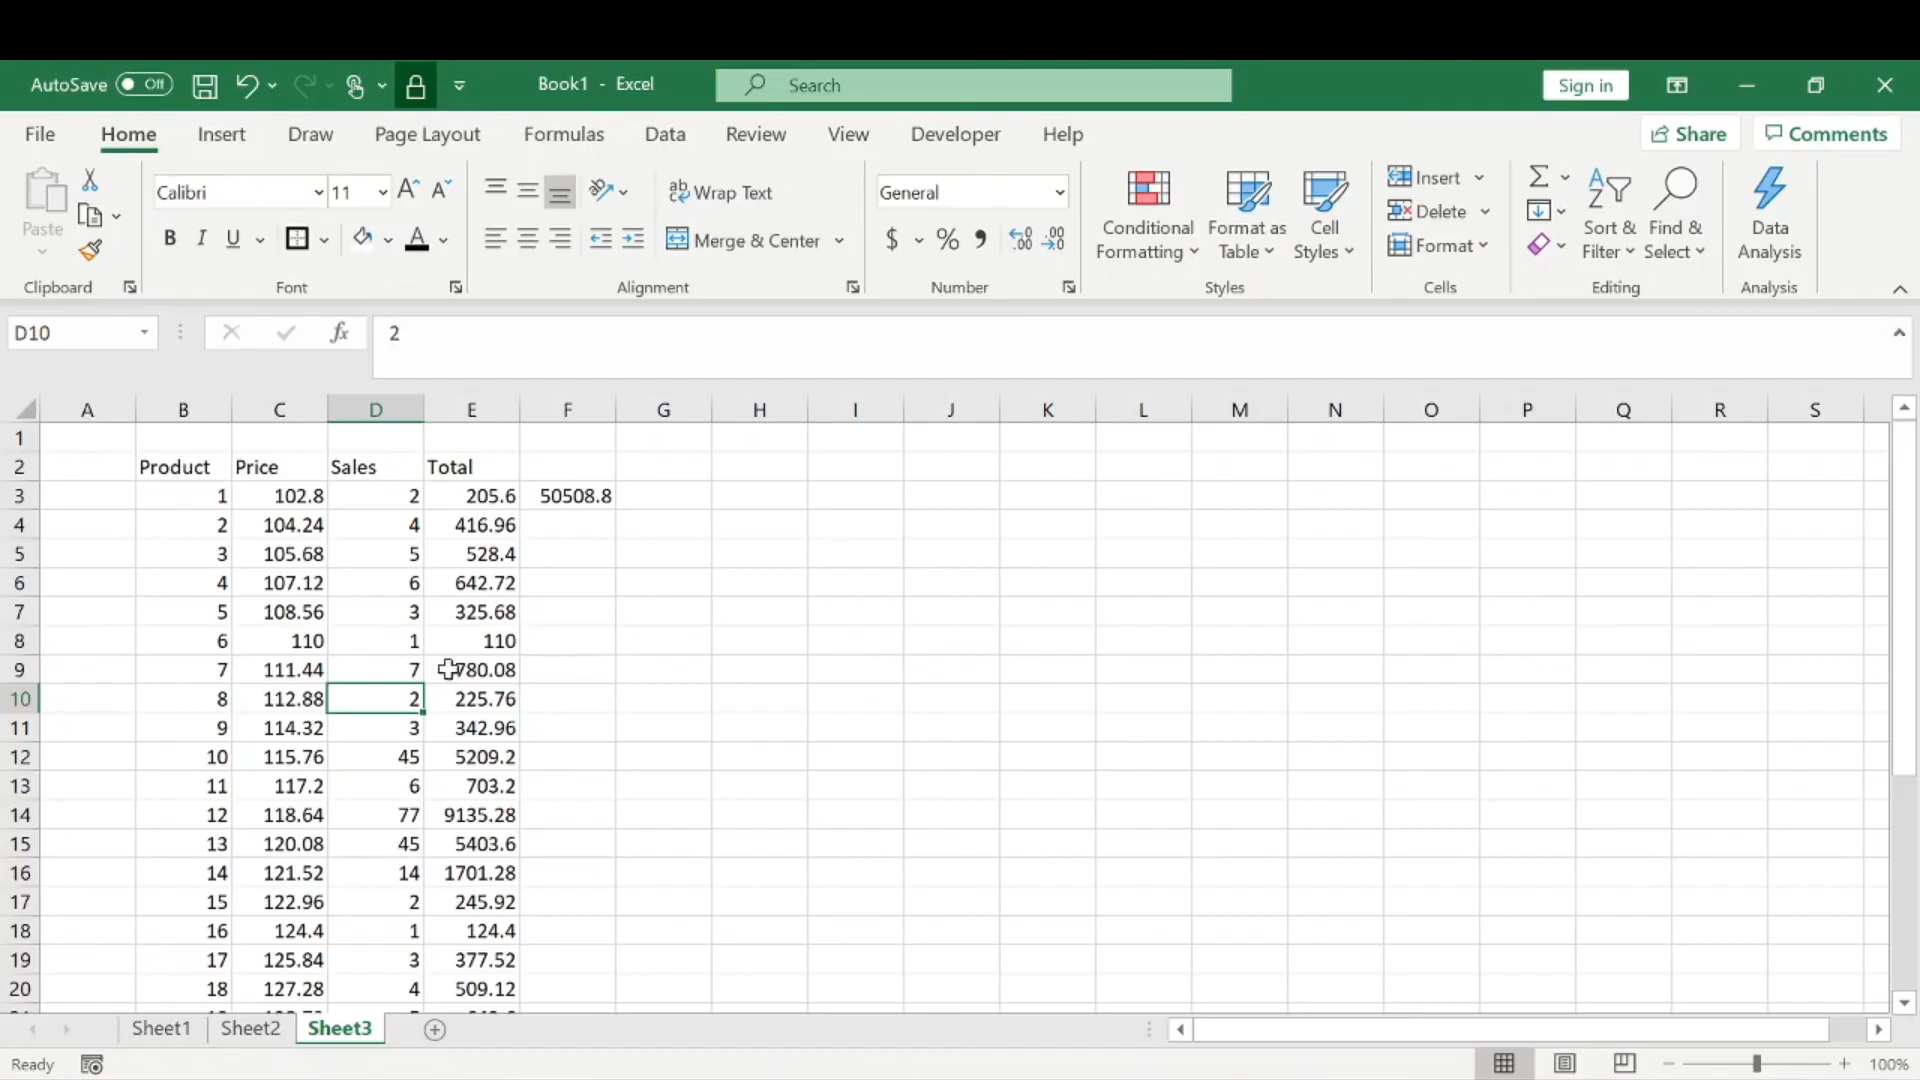 AutoSave Off Book1 - Excel Search Sign in
File Home Insert Draw Page Layout Formulas Data Review View Developer Help Share Comments
Calibri 11 A A ab Wrap Text General Insert
Paste B I U A Merge & Center $ % Conditional Formatting Format as Table Cell Styles Delete Format Sort & Filter Find & Select Data Analysis
Clipboard Font Alignment Number Styles Cells Editing Analysis
D10 fx 2
A B C D E F G H I J K L M N O P Q R S
1
2 Product Price Sales Total
3 1 102.8 2 205.6 50508.8
4 2 104.24 4 416.96
5 3 105.68 5 528.4
6 4 107.12 6 642.72
7 5 108.56 3 325.68
8 6 110 1 110
9 7 111.44 7 780.08
10 8 112.88 2 225.76
11 9 114.32 3 342.96
12 10 115.76 45 5209.2
13 11 117.2 6 703.2
14 12 118.64 77 9135.28
15 13 120.08 45 5403.6
16 14 121.52 14 1701.28
17 15 122.96 2 245.92
18 16 124.4 1 124.4
19 17 125.84 3 377.52
20 18 127.28 4 509.12
Sheet1 Sheet2 Sheet3
Ready 100%